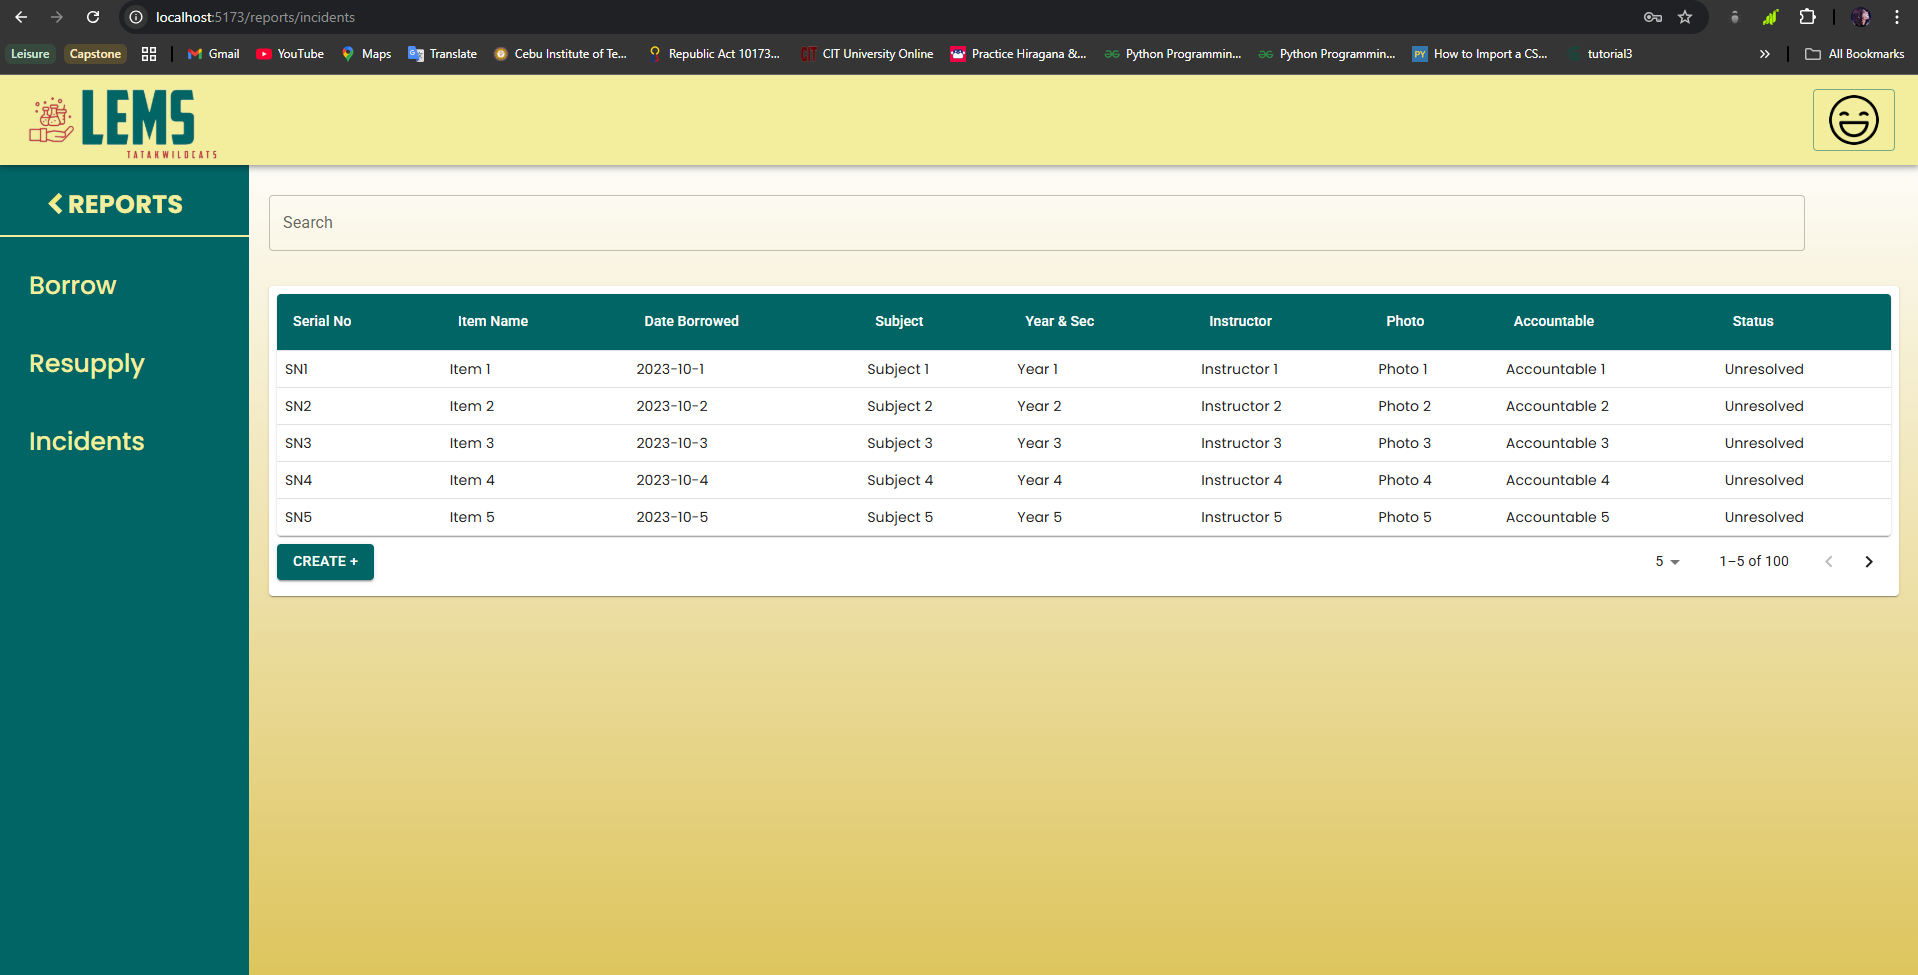 localhost:5173/reports/incidents
Leisure Capstone Gmail YouTube Maps Translate Cebu Institute of Te... Republic Act 10173... CIT University Online Practice Hiragana &... Python Programmin... Python Programmin... How to Import a CS... tutorial3 » All Bookmarks
LEMS
TATAKWILDCATS
REPORTS
Borrow
Resupply
Incidents
Search
Serial No Item Name Date Borrowed Subject Year & Sec Instructor Photo Accountable Status
SN1 Item 1 2023-10-1 Subject 1 Year 1 Instructor 1 Photo 1 Accountable 1 Unresolved
SN2 Item 2 2023-10-2 Subject 2 Year 2 Instructor 2 Photo 2 Accountable 2 Unresolved
SN3 Item 3 2023-10-3 Subject 3 Year 3 Instructor 3 Photo 3 Accountable 3 Unresolved
SN4 Item 4 2023-10-4 Subject 4 Year 4 Instructor 4 Photo 4 Accountable 4 Unresolved
SN5 Item 5 2023-10-5 Subject 5 Year 5 Instructor 5 Photo 5 Accountable 5 Unresolved
CREATE + 5 1–5 of 100